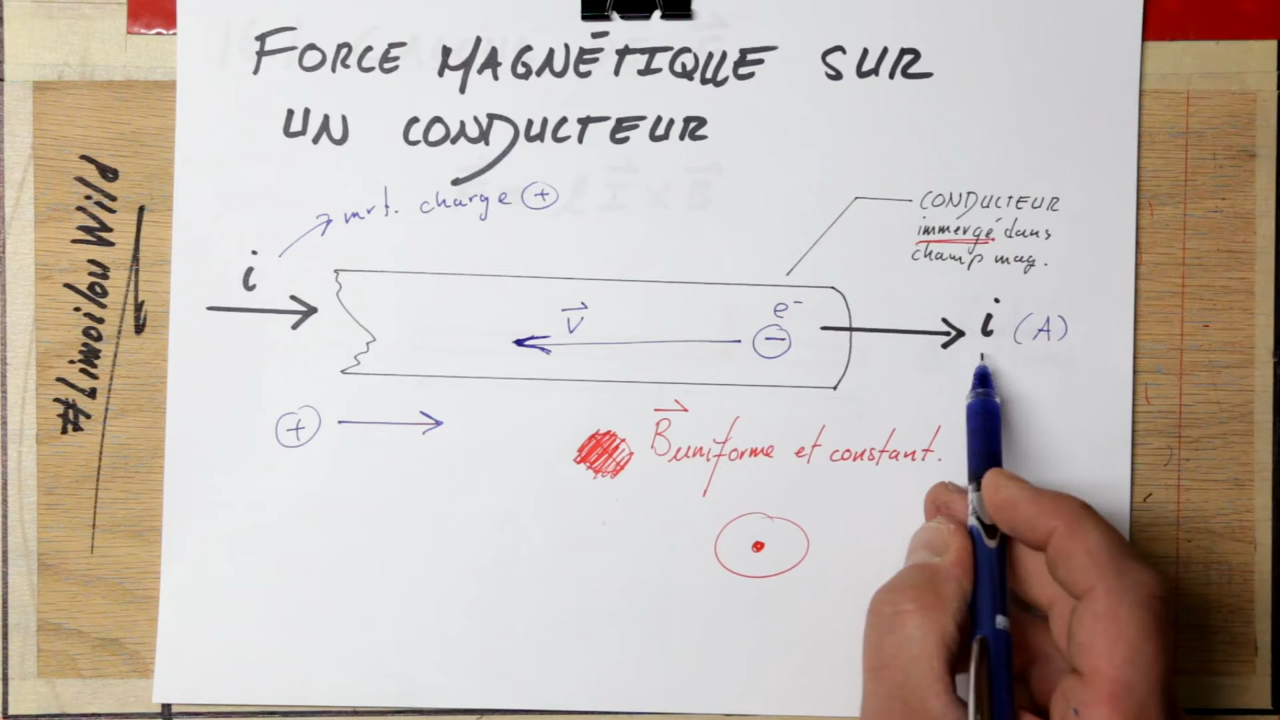 FORCE MAGNÉTIQUE SUR
UN CONDUCTEUR
mvt. charge +
CONDUCTEUR
immergé dans
champ mag.
i
v
e⁻
−
i (A)
+
B uniforme et constant.
#Limoilou Wild